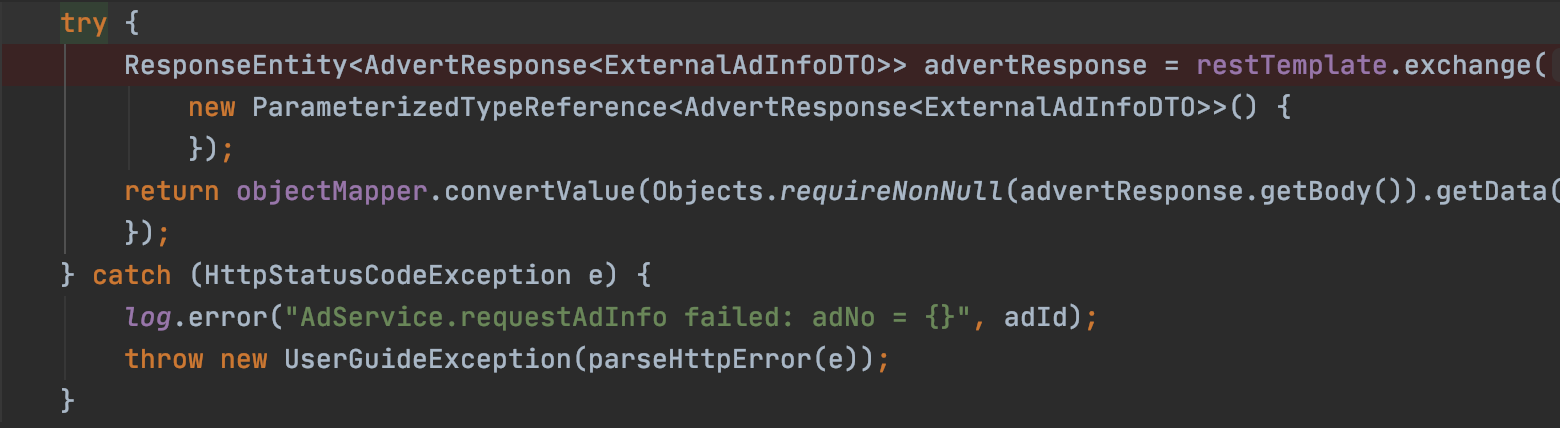 try {
ResponseEntity<AdvertResponse<ExternalAdInfoDTO>> advertResponse = restTemplate.exchange(
new ParameterizedTypeReference<AdvertResponse<ExternalAdInfoDTO>>() {
});
return objectMapper.convertValue(Objects.requireNonNull(advertResponse.getBody()).getData(
});
} catch (HttpStatusCodeException e) {
log.error("AdService.requestAdInfo failed: adNo = {}", adId);
throw new UserGuideException(parseHttpError(e));
}